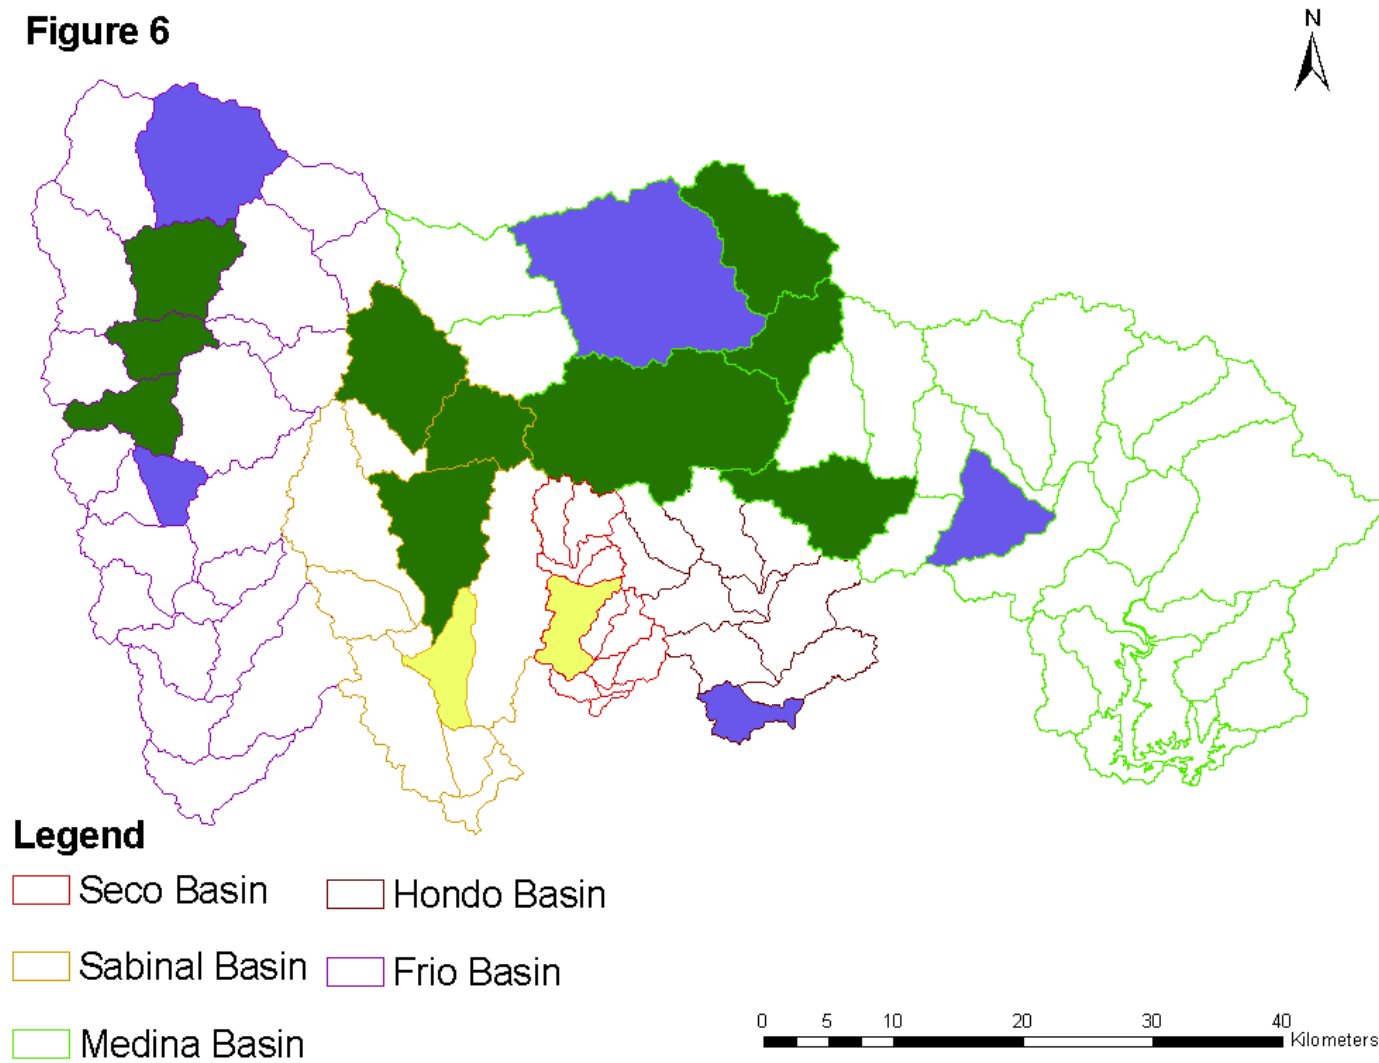 Figure 6
N
Legend
Seco Basin
Hondo Basin
Sabinal Basin
Frio Basin
Medina Basin
0 5 10 20 30 40
Kilometers